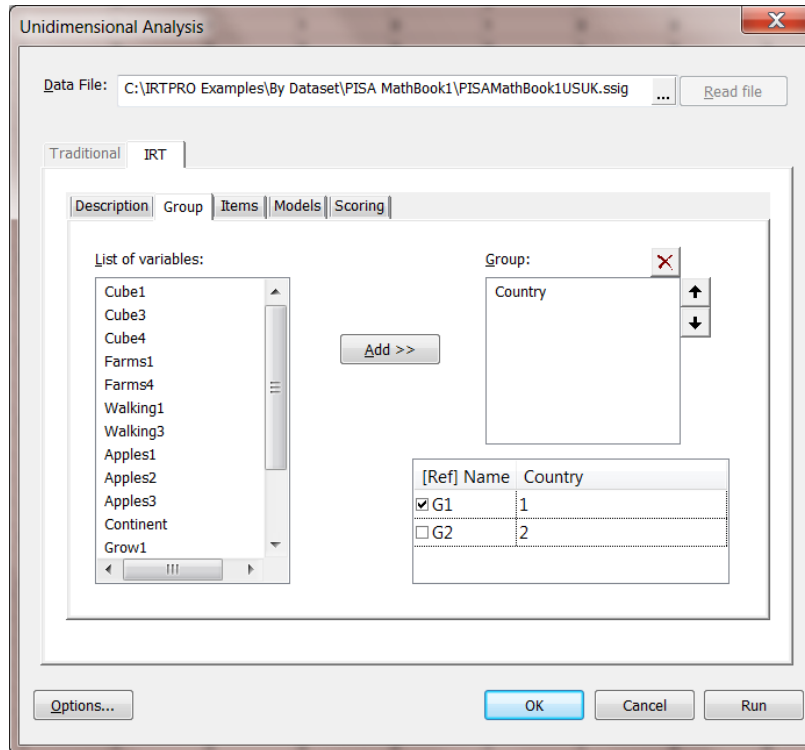 Unidimensional Analysis
Data File: C:\IRTPRO Examples\By Dataset\PISA MathBook1\PISAMathBook1USUK.ssig ... Read file
Traditional IRT
Description Group Items Models Scoring
List of variables:
Cube1
Cube3
Cube4
Farms1
Farms4
Walking1
Walking3
Apples1
Apples2
Apples3
Continent
Grow1
Add >>
Group:
Country
[Ref] Name Country
G1 1
G2 2
Options... OK Cancel Run